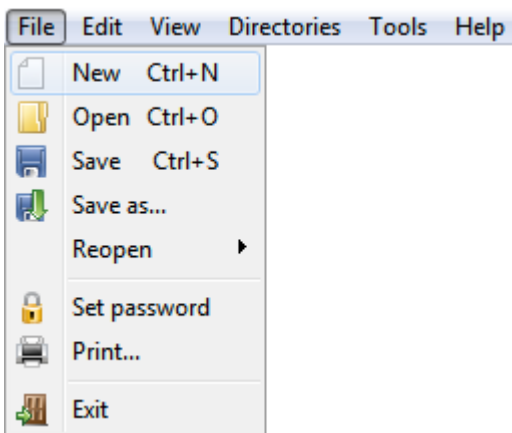 File Edit View Directories Tools Help
New Ctrl+N
Open Ctrl+O
Save Ctrl+S
Save as...
Reopen
Set password
Print...
Exit